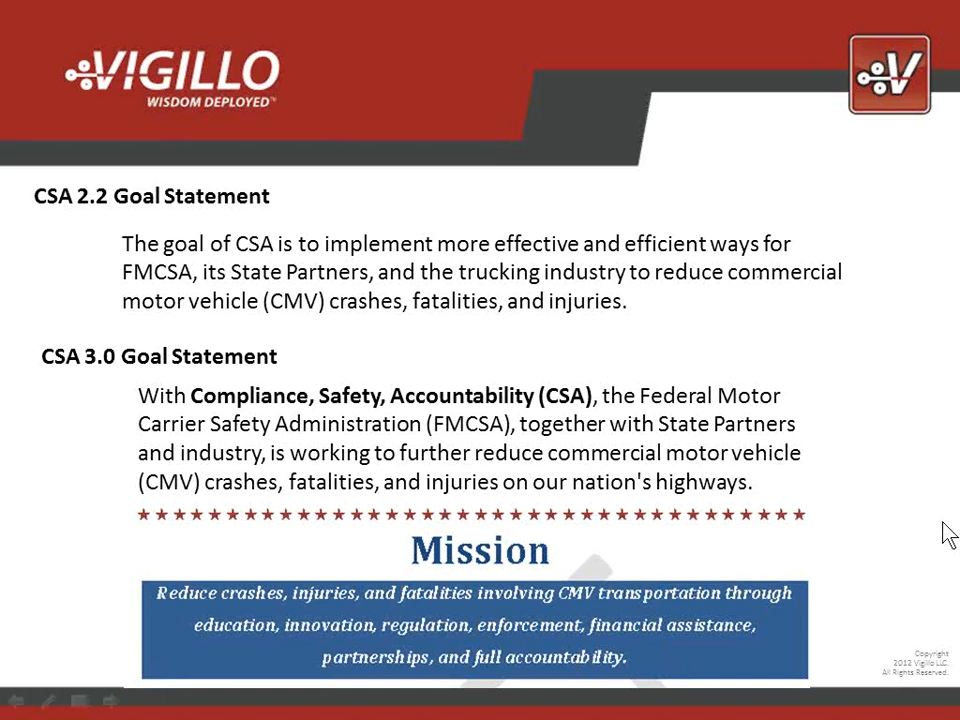 VIGILLO
WISDOM DEPLOYED™
V
CSA 2.2 Goal Statement
The goal of CSA is to implement more effective and efficient ways for
FMCSA, its State Partners, and the trucking industry to reduce commercial
motor vehicle (CMV) crashes, fatalities, and injuries.
CSA 3.0 Goal Statement
With Compliance, Safety, Accountability (CSA), the Federal Motor
Carrier Safety Administration (FMCSA), together with State Partners
and industry, is working to further reduce commercial motor vehicle
(CMV) crashes, fatalities, and injuries on our nation's highways.
Mission
Reduce crashes, injuries, and fatalities involving CMV transportation through
education, innovation, regulation, enforcement, financial assistance,
partnerships, and full accountability.
Copyright
2012 Vigillo LLC.
All Rights Reserved.